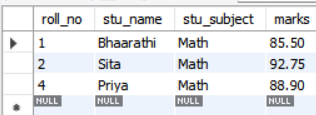 roll_no stu_name stu_subject marks
1 Bhaarathi Math 85.50
2 Sita Math 92.75
4 Priya Math 88.90
NULL NULL NULL NULL